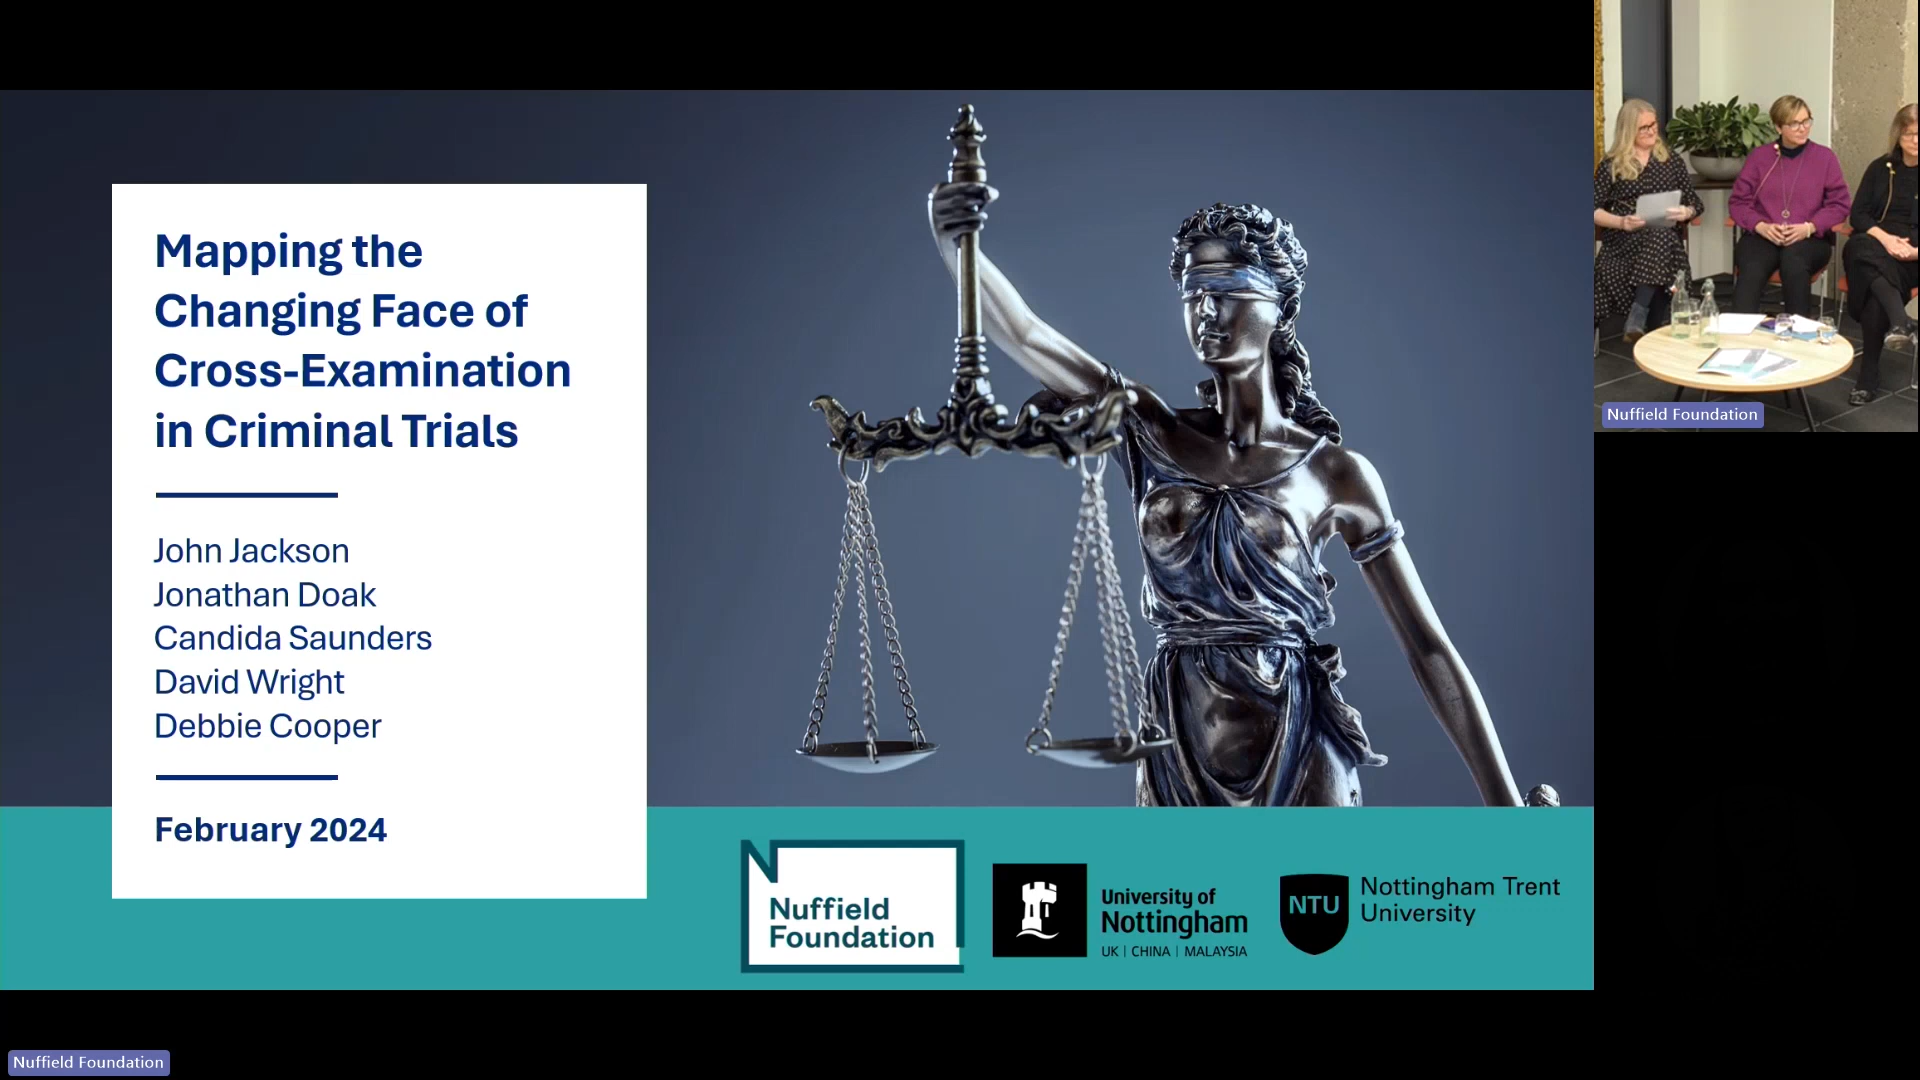 Mapping the
Changing Face of
Cross-Examination
in Criminal Trials
John Jackson
Jonathan Doak
Candida Saunders
David Wright
Debbie Cooper
February 2024
Nuffield
Foundation
University of
Nottingham
UK | CHINA | MALAYSIA
NTU
Nottingham Trent
University
Nuffield Foundation
Nuffield Foundation